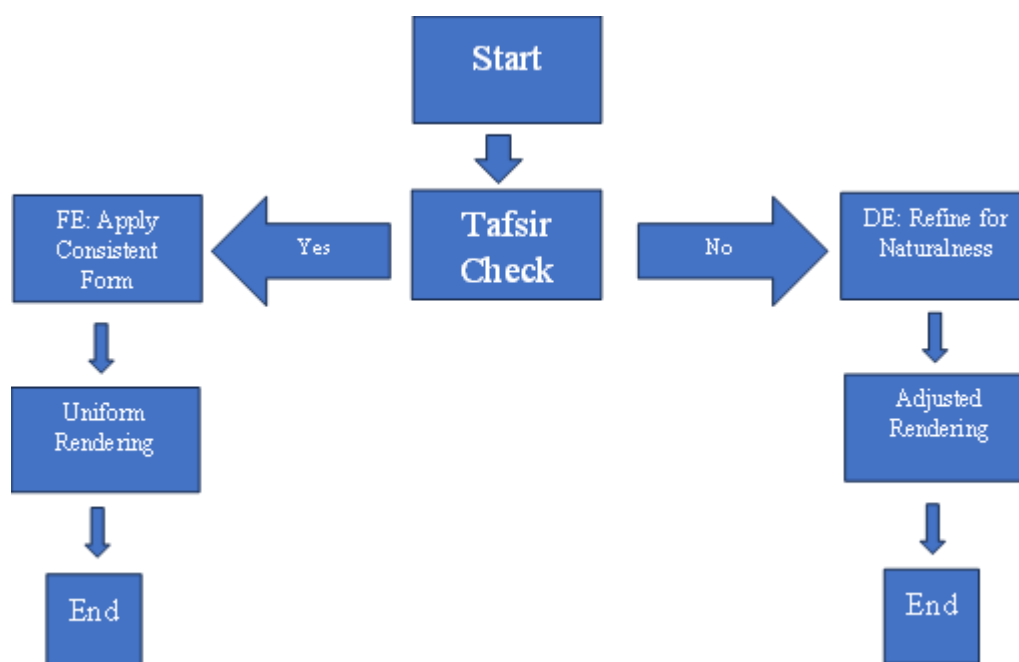 Start
Tafsir
Check
Yes
No
FE: Apply
Consistent
Form
DE: Refine for
Naturalness
Uniform
Rendering
Adjusted
Rendering
End
End